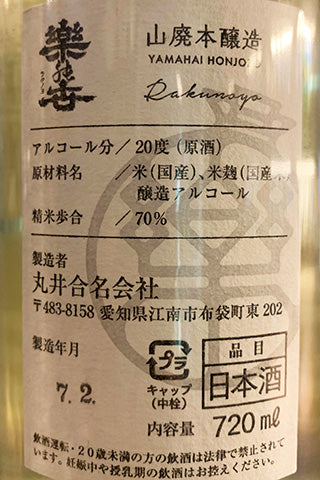 樂の世
山廃本醸造
YAMAHAI HONJOZO
Rakunoyo
アルコール分／20度（原酒）
原材料名　／米（国産）、米麹（国産米）
醸造アルコール
精米歩合　／70%
製造者
丸井合名会社
〒483-8158 愛知県江南市布袋町東 202
製造年月
7. 2.
プラ
キャップ
（中栓）
品目
日本酒
内容量　720㎖
飲酒運転・20歳未満の方の飲酒は法律で禁止されて
います。妊娠中や授乳期の飲酒はお控えください。